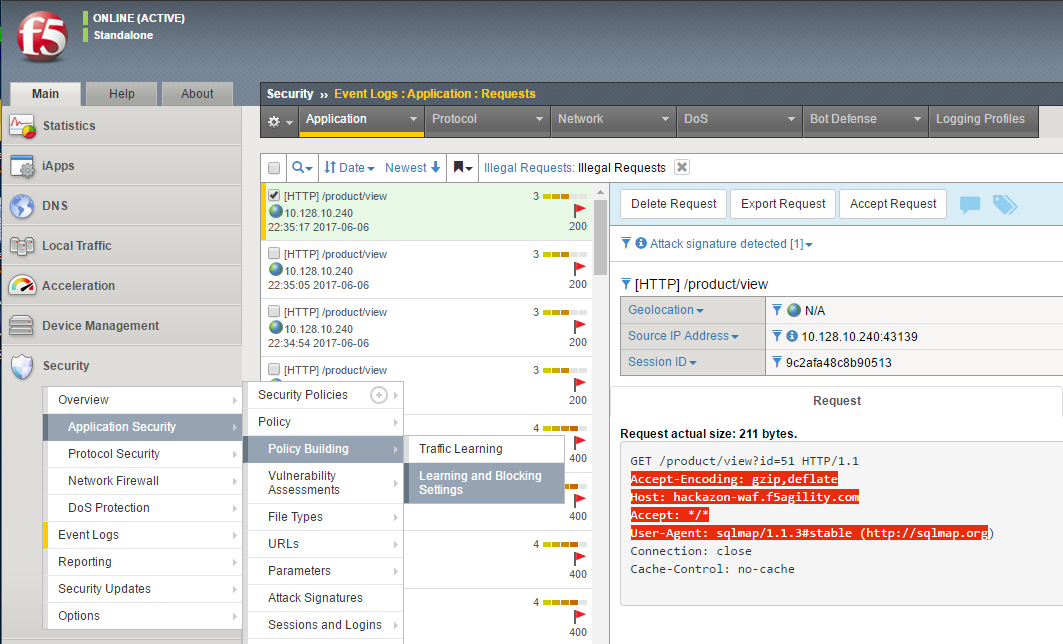 f5
ONLINE (ACTIVE)
Standalone
Main
Help
About
Statistics
iApps
DNS
Local Traffic
Acceleration
Device Management
Security
Overview
Application Security
Protocol Security
Network Firewall
DoS Protection
Event Logs
Reporting
Security Updates
Options
Security Policies
Policy
Policy Building
Vulnerability
Assessments
File Types
URLs
Parameters
Attack Signatures
Sessions and Logins
Traffic Learning
Learning and Blocking
Settings
Security ›› Event Logs : Application : Requests
Application
Protocol
Network
DoS
Bot Defense
Logging Profiles
Date
Newest
Illegal Requests: Illegal Requests
[HTTP] /product/view 3
10.128.10.240
22:35:17 2017-06-06 200
[HTTP] /product/view 3
10.128.10.240
22:35:05 2017-06-06 200
[HTTP] /product/view 3
10.128.10.240
22:34:54 2017-06-06 200
[HTTP] /product/view 3
200
4
400
400
4
400
4
400
Delete Request
Export Request
Accept Request
Attack signature detected [1]
[HTTP] /product/view
Geolocation N/A
Source IP Address 10.128.10.240:43139
Session ID 9c2afa48c8b90513
Request
Request actual size: 211 bytes.
GET /product/view?id=51 HTTP/1.1
Accept-Encoding: gzip,deflate
Host: hackazon-waf.f5agility.com
Accept: */*
User-Agent: sqlmap/1.1.3#stable (http://sqlmap.org)
Connection: close
Cache-Control: no-cache